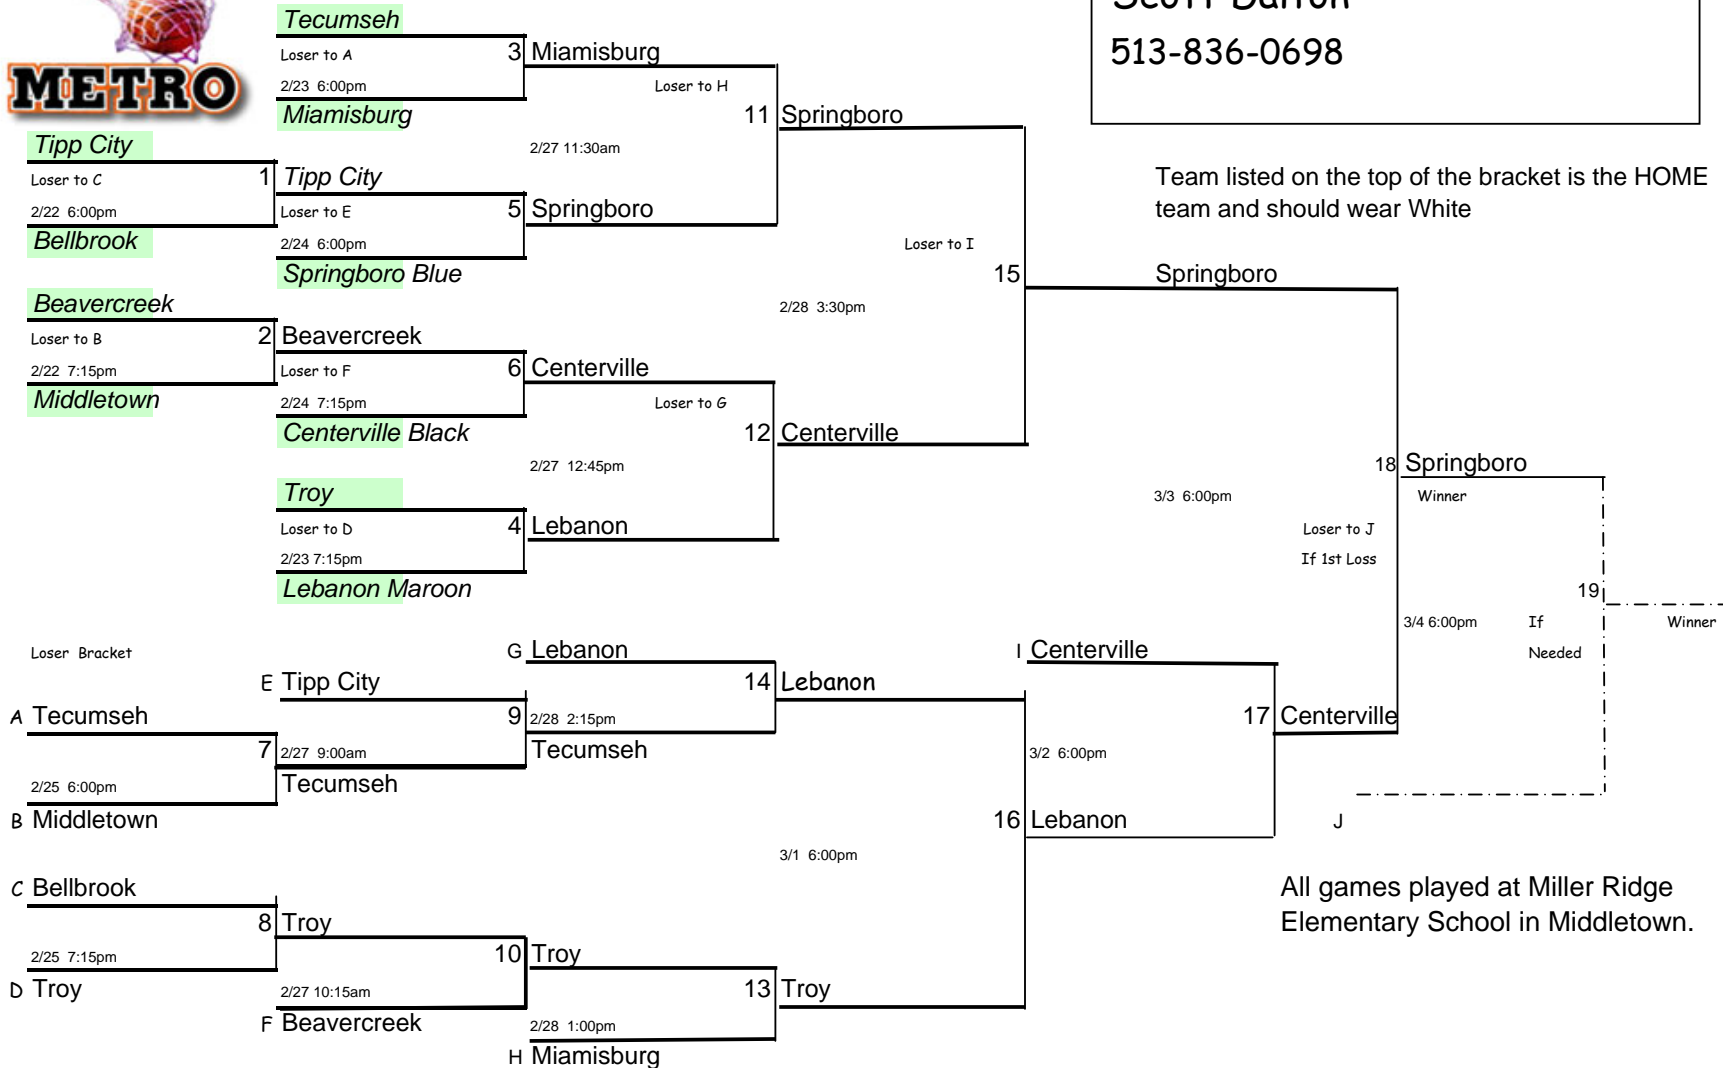 Tecumseh
Loser to A
3 Miamisburg
2/23 6:00pm
Loser to H
Miamisburg
METRO
513-836-0698
11 Springboro
Tipp City
2/27 11:30am
Loser to C
1 Tipp City
2/22 6:00pm
Loser to E
5 Springboro
Bellbrook
2/24 6:00pm
Springboro Blue
Team listed on the top of the bracket is the HOME
team and should wear White
Loser to I
15 Springboro
2/28 3:30pm
Beavercreek
Loser to B
2 Beavercreek
2/22 7:15pm
Loser to F
6 Centerville
Middletown
2/24 7:15pm
Loser to G
Centerville Black
12 Centerville
2/27 12:45pm
18 Springboro
3/3 6:00pm
Winner
Troy
Loser to D
4 Lebanon
2/23 7:15pm
Lebanon Maroon
Loser to J
If 1st Loss
19
3/4 6:00pm
If
Needed
Winner
Loser Bracket
G Lebanon
I Centerville
E Tipp City
14 Lebanon
A Tecumseh
9 2/28 2:15pm
17 Centerville
7 2/27 9:00am
Tecumseh
3/2 6:00pm
2/25 6:00pm
Tecumseh
B Middletown
16 Lebanon
J
3/1 6:00pm
C Bellbrook
8 Troy
2/25 7:15pm
10 Troy
D Troy
2/27 10:15am
13 Troy
F Beavercreek
2/28 1:00pm
H Miamisburg
All games played at Miller Ridge
Elementary School in Middletown.